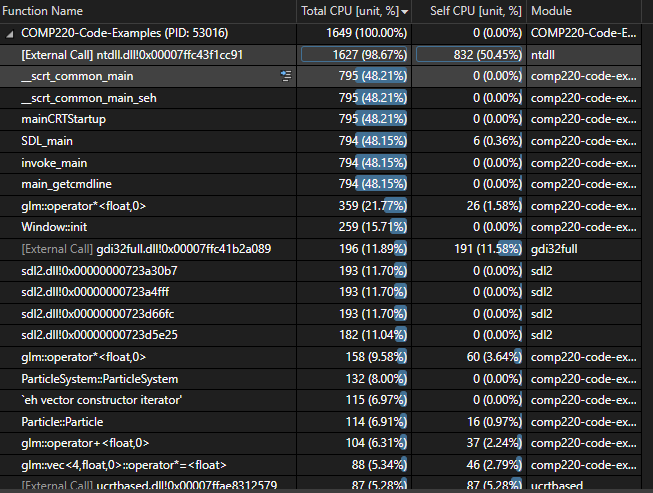 Function Name Total CPU [unit, %] Self CPU [unit, %] Module
COMP220-Code-Examples (PID: 53016) 1649 (100.00%) 0 (0.00%) COMP220-Code-E...
[External Call] ntdll.dll!0x00007ffc43f1cc91 1627 (98.67%) 832 (50.45%) ntdll
__scrt_common_main 795 (48.21%) 0 (0.00%) comp220-code-ex...
__scrt_common_main_seh 795 (48.21%) 0 (0.00%) comp220-code-ex...
mainCRTStartup 795 (48.21%) 0 (0.00%) comp220-code-ex...
SDL_main 794 (48.15%) 6 (0.36%) comp220-code-ex...
invoke_main 794 (48.15%) 0 (0.00%) comp220-code-ex...
main_getcmdline 794 (48.15%) 0 (0.00%) comp220-code-ex...
glm::operator*<float,0> 359 (21.77%) 26 (1.58%) comp220-code-ex...
Window::init 259 (15.71%) 0 (0.00%) comp220-code-ex...
[External Call] gdi32full.dll!0x00007ffc41b2a089 196 (11.89%) 191 (11.58%) gdi32full
sdl2.dll!0x00000000723a30b7 193 (11.70%) 0 (0.00%) sdl2
sdl2.dll!0x00000000723a4fff 193 (11.70%) 0 (0.00%) sdl2
sdl2.dll!0x00000000723d66fc 193 (11.70%) 0 (0.00%) sdl2
sdl2.dll!0x00000000723d5e25 182 (11.04%) 0 (0.00%) sdl2
glm::operator*<float,0> 158 (9.58%) 60 (3.64%) comp220-code-ex...
ParticleSystem::ParticleSystem 132 (8.00%) 0 (0.00%) comp220-code-ex...
`eh vector constructor iterator' 115 (6.97%) 0 (0.00%) comp220-code-ex...
Particle::Particle 114 (6.91%) 16 (0.97%) comp220-code-ex...
glm::operator+<float,0> 104 (6.31%) 37 (2.24%) comp220-code-ex...
glm::vec<4,float,0>::operator*=<float> 88 (5.34%) 46 (2.79%) comp220-code-ex...
[External Call] ucrtbased.dll!0x00007ffae8312579 87 (5.28%) 87 (5.28%) ucrtbased